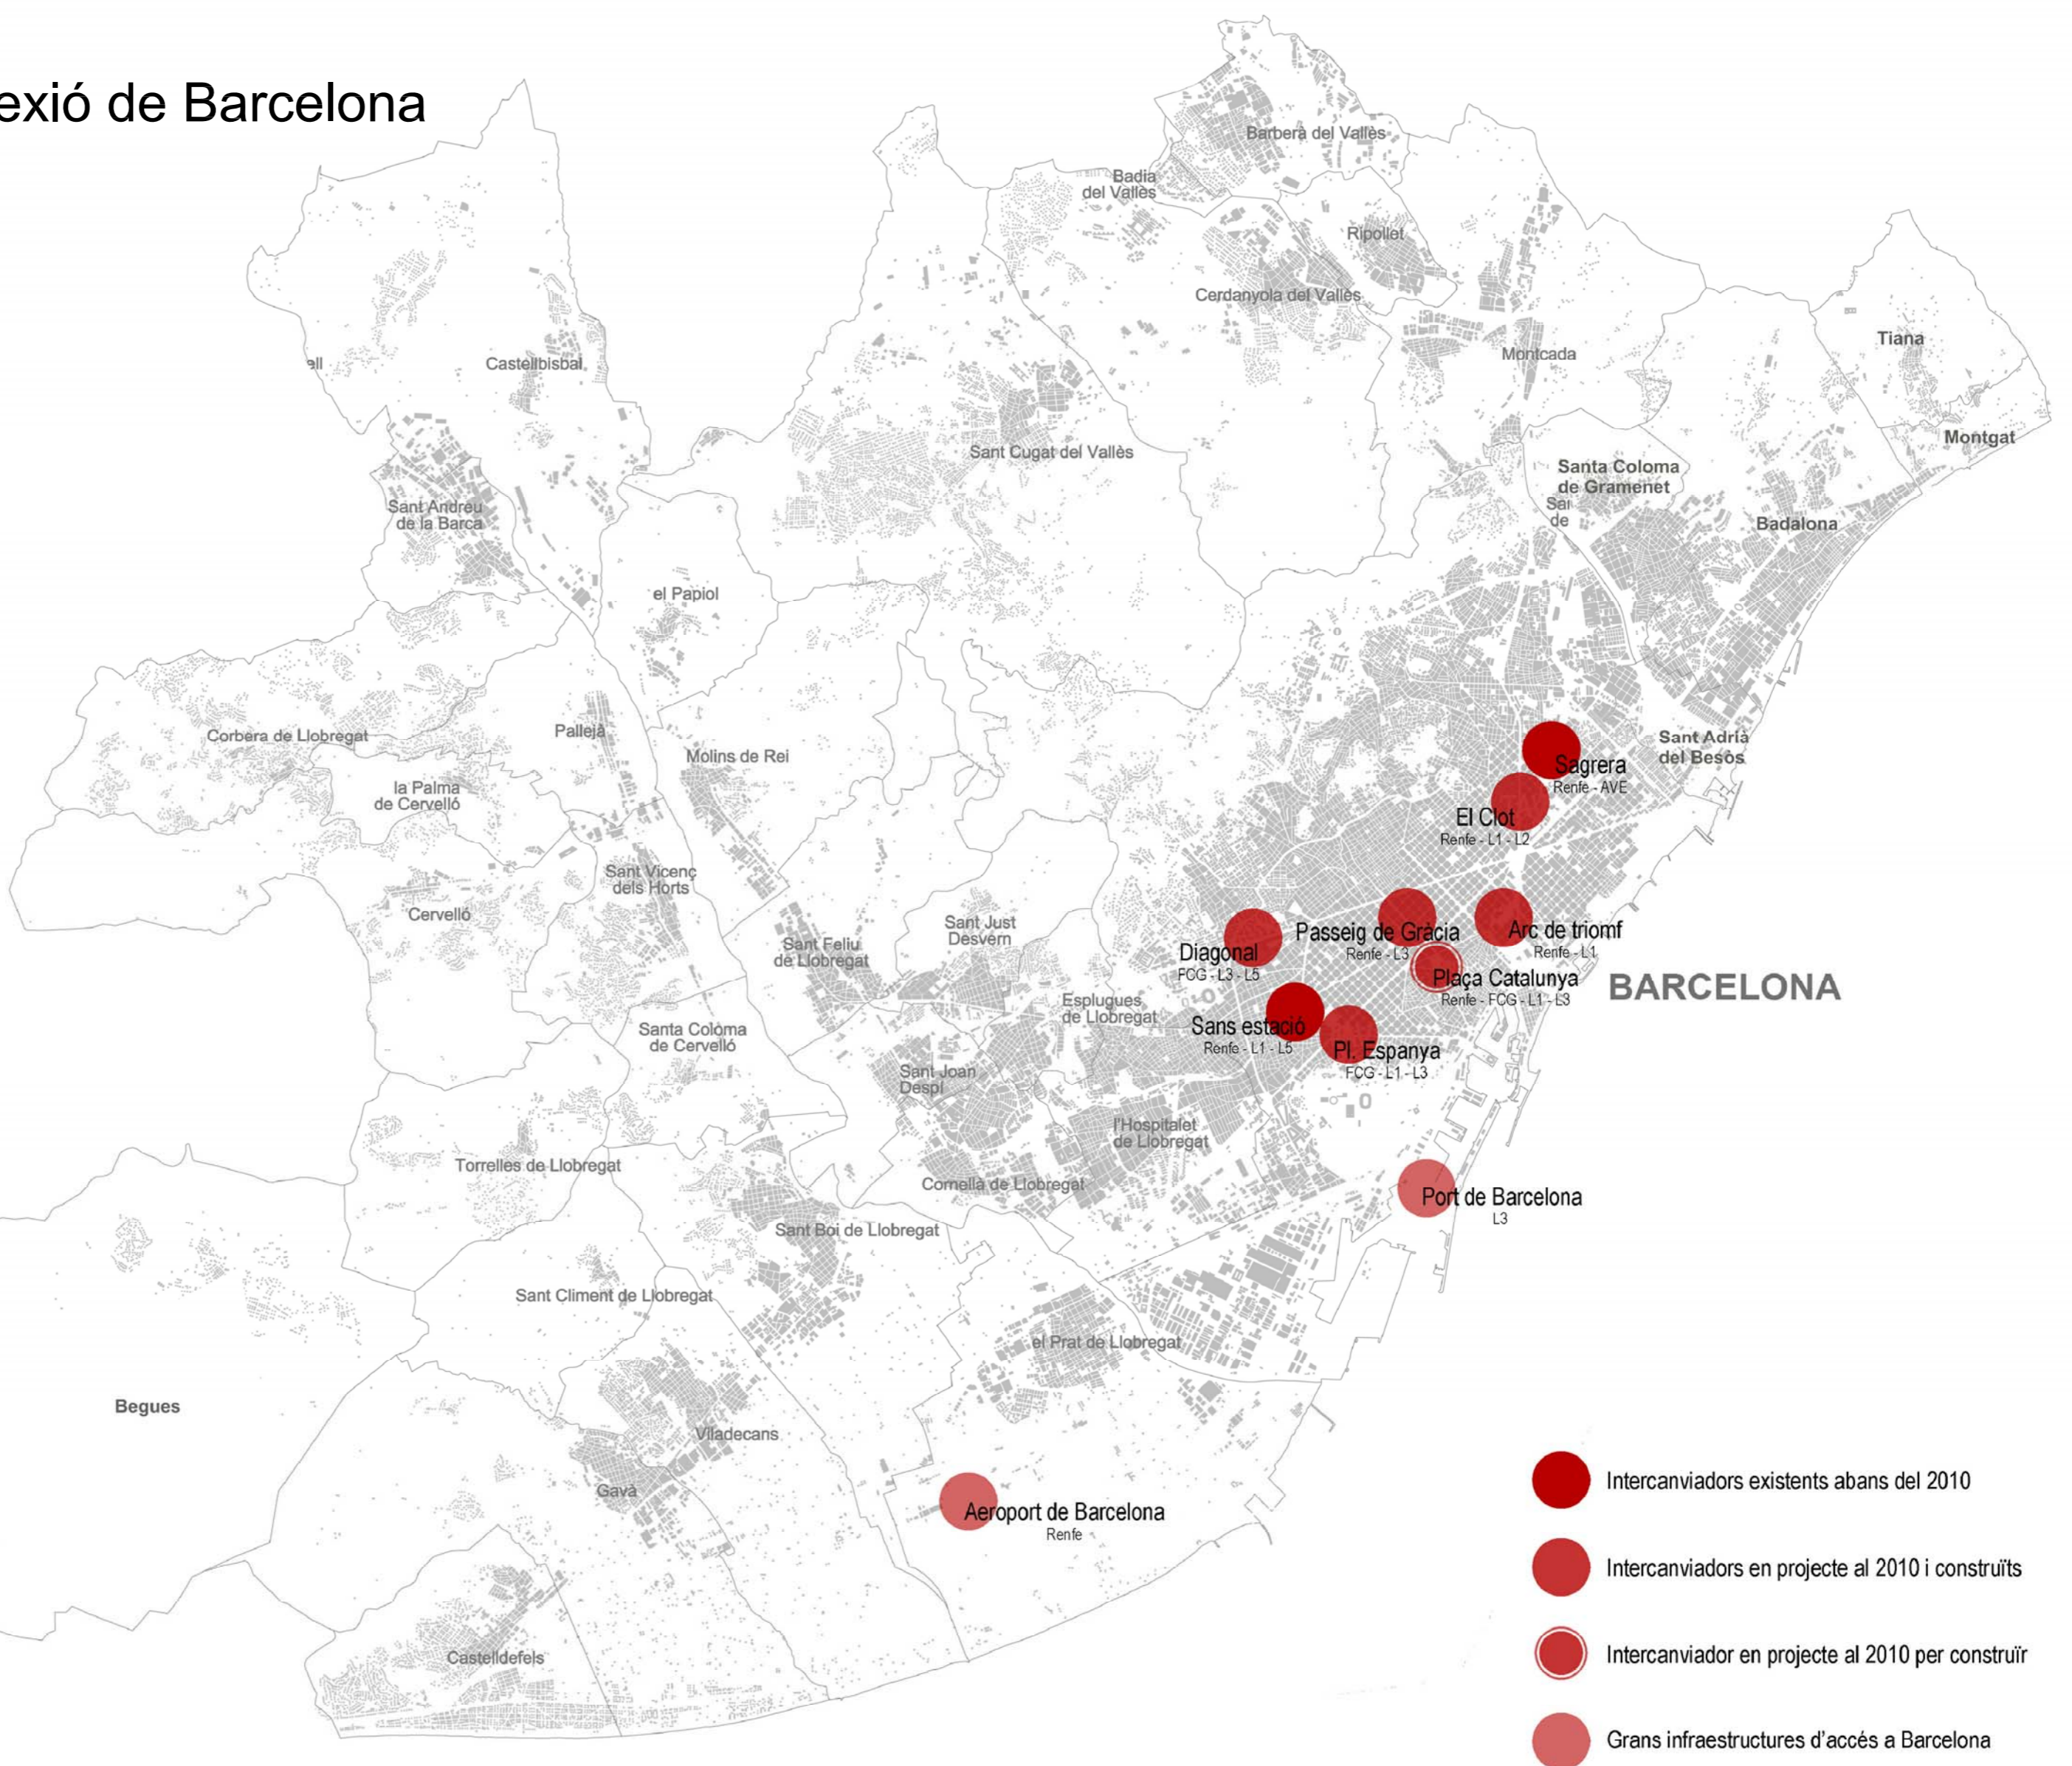 exió de Barcelona
Barberà del Vallès
Badia
del Vallès
Ripollet
Cerdanyola del Vallès
Tiana
Montcada
ell
Castellbisbal
Montgat
Sant Cugat del Vallès
Santa Coloma
de Gramenet
Sant Andreu
de la Barca
Sar
de
Badalona
el Papiol
Corbera de Llobregat
Pallejà
Molins de Rei
Sant Adrià
del Besòs
Sagrera
Renfe - AVE
la Palma
de Cervelló
El Clot
Renfe - L1 - L2
Sant Vicenç
dels Horts
Cervelló
Sant Just
Desvern
Sant Feliu
de Llobregat
Diagonal
FCG - L3 - L5
Passeig de Gràcia
Renfe - L3
Arc de triomf
Renfe - L1
Plaça Catalunya
Renfe - FCG - L1 - L3
BARCELONA
Esplugues
de Llobregat
Sans estació
Renfe - L1 - L5
Pl. Espanya
FCG - L1 - L3
Santa Coloma
de Cervelló
Sant Joan
Despí
l'Hospitalet
de Llobregat
Torrelles de Llobregat
Cornellà de Llobregat
Port de Barcelona
L3
Sant Boi de Llobregat
Sant Climent de Llobregat
el Prat de Llobregat
Begues
Viladecans
Gavà
Aeroport de Barcelona
Renfe
Castelldefels
Intercanviadors existents abans del 2010
Intercanviadors en projecte al 2010 i construïts
Intercanviador en projecte al 2010 per construïr
Grans infraestructures d'accés a Barcelona